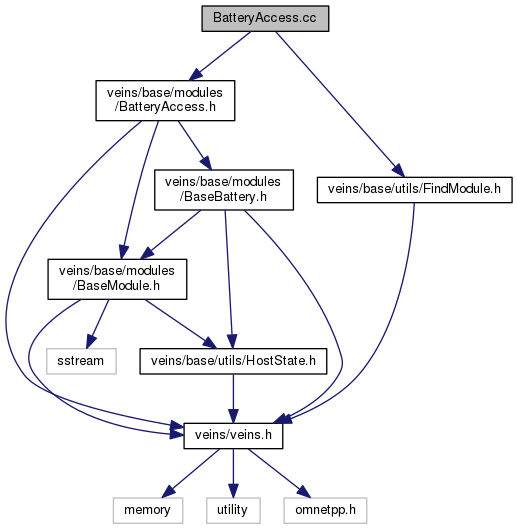 BatteryAccess.cc
veins/base/modules
/BatteryAccess.h
veins/base/modules
/BaseBattery.h
veins/base/utils/FindModule.h
veins/base/modules
/BaseModule.h
sstream
veins/base/utils/HostState.h
veins/veins.h
memory
utility
omnetpp.h